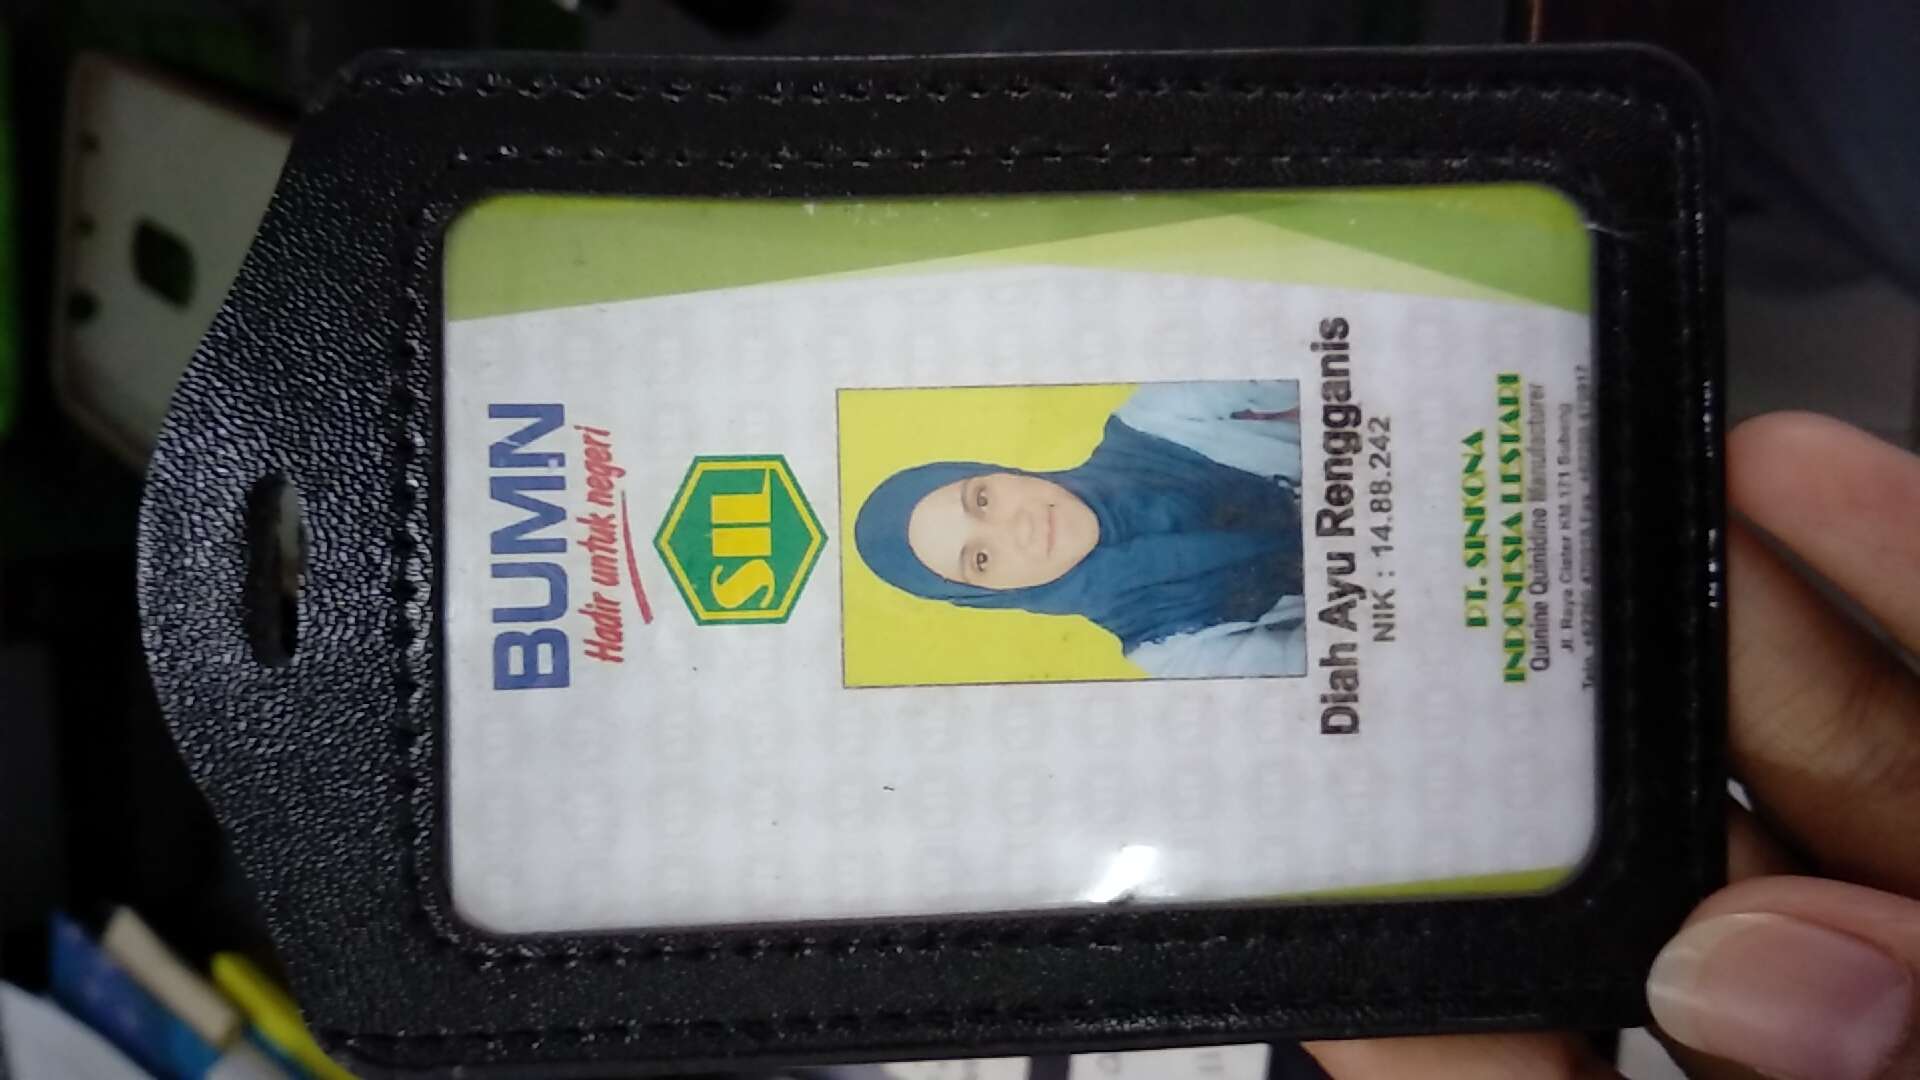 BUMN
Hadir untuk negeri
SIL
Diah Ayu Rengganis
NIK : 14.88.242
PT. SINKONA
INDONESIA LESTARI
Quinine Quinidine Manufacturer
Jl. Raya Ciater KM.171 Subang